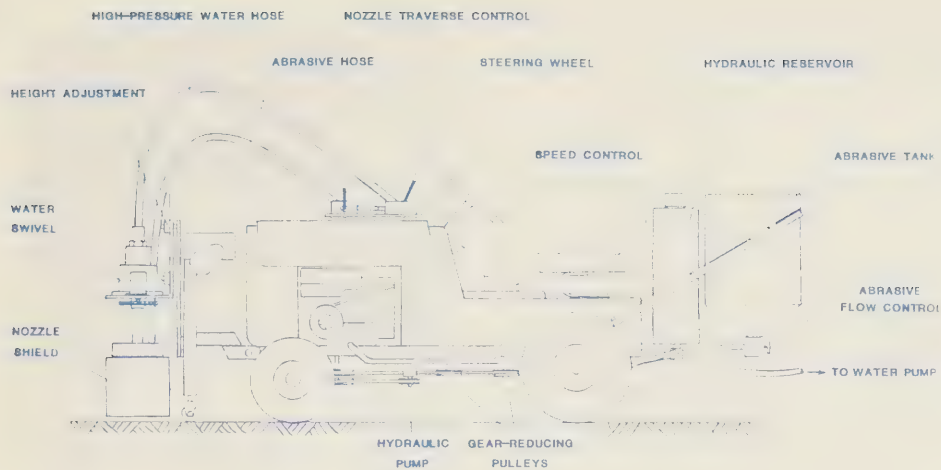 HIGH-PRESSURE WATER HOSE
NOZZLE TRAVERSE CONTROL
ABRASIVE HOSE
STEERING WHEEL
HYDRAULIC RESERVOIR
HEIGHT ADJUSTMENT
SPEED CONTROL
ABRASIVE TANK
WATER
SWIVEL
ABRASIVE
FLOW CONTROL
NOZZLE
SHIELD
TO WATER PUMP
HYDRAULIC
PUMP
GEAR-REDUCING
PULLEYS